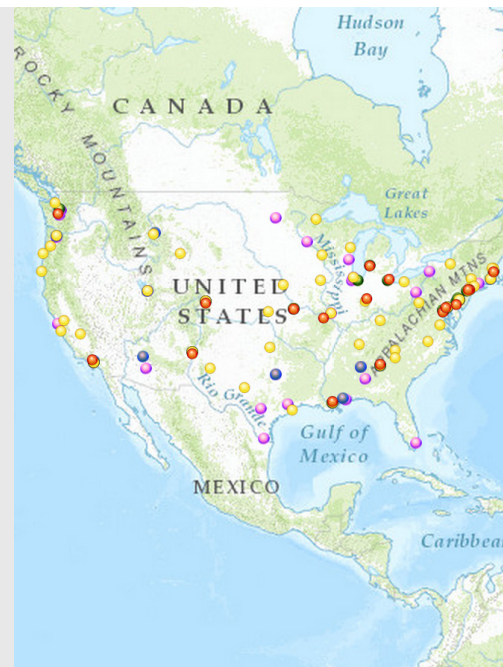 Hudson
Bay
ROCKY MOUNTAINS
CANADA
Great
Lakes
Mississippi
APPALACHIAN MTNS
UNITED
STATES
Rio Grande
Gulf of
Mexico
MEXICO
Caribbea